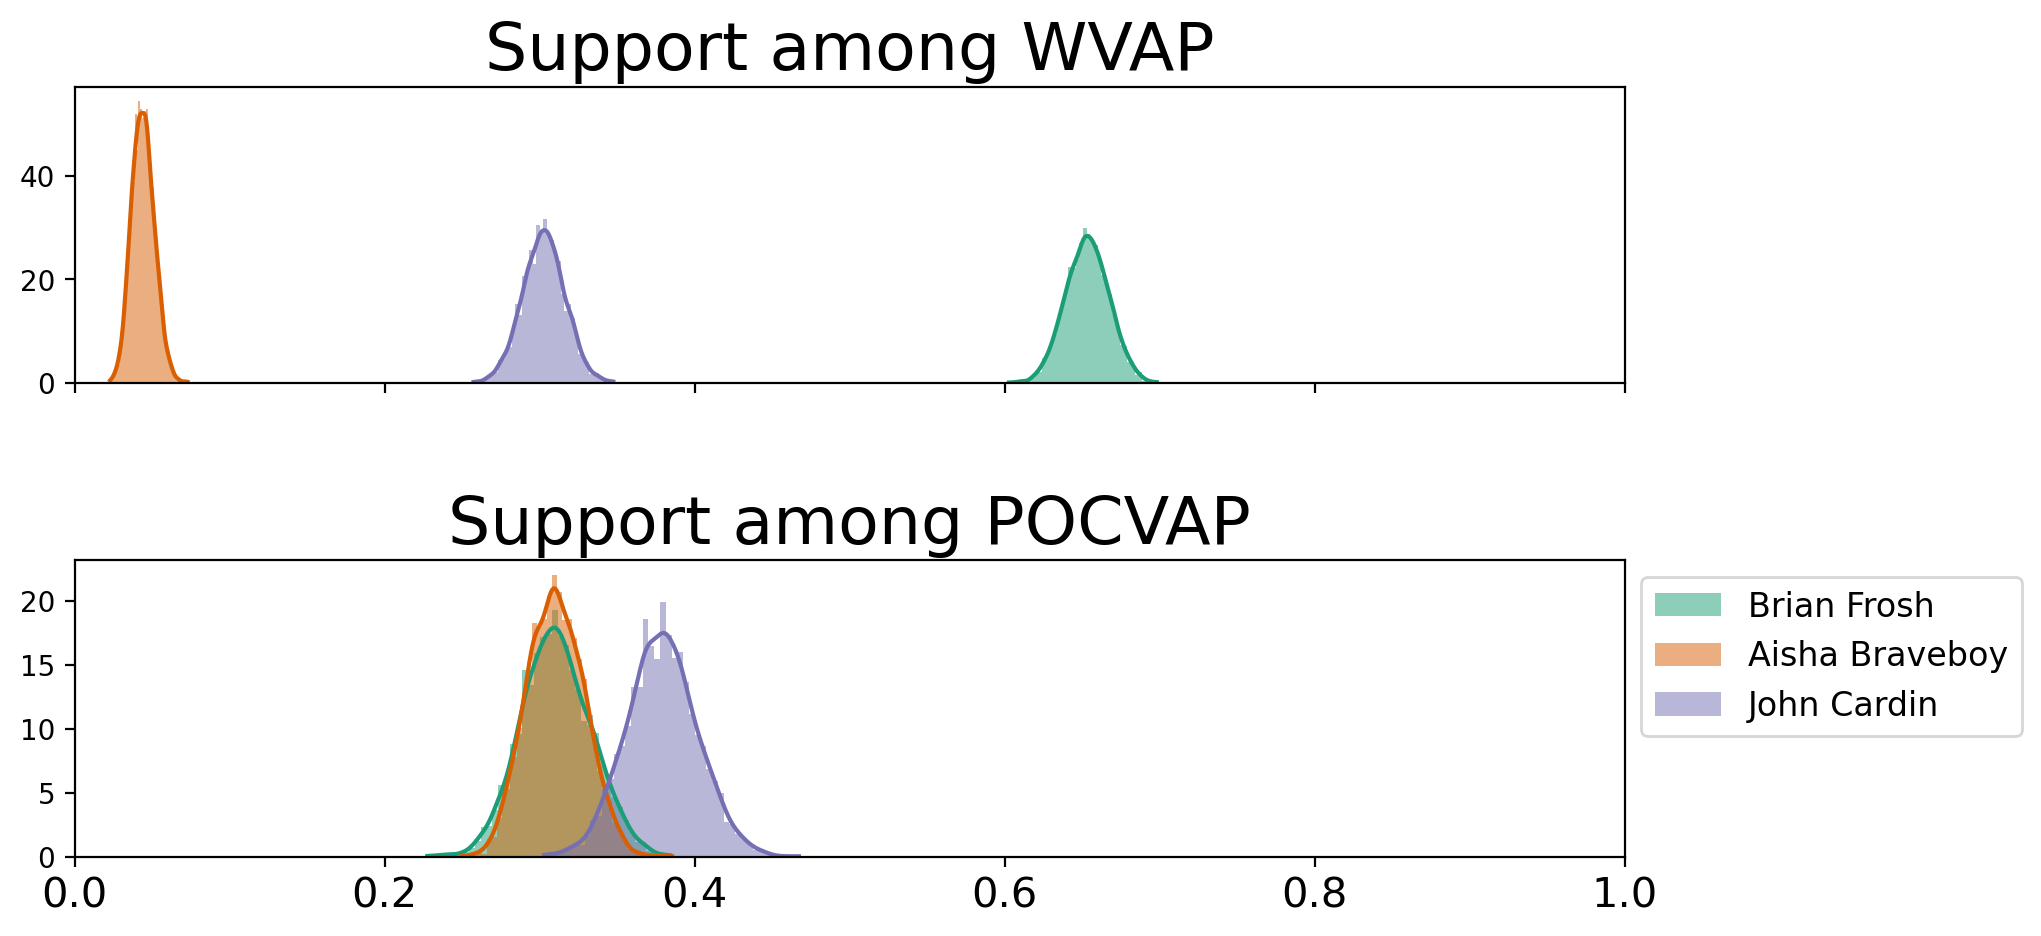 Support among WVAP
40
20
0
Support among POCVAP
20
15
10
5
0
0.0 0.2 0.4 0.6 0.8 1.0
Brian Frosh
Aisha Braveboy
John Cardin